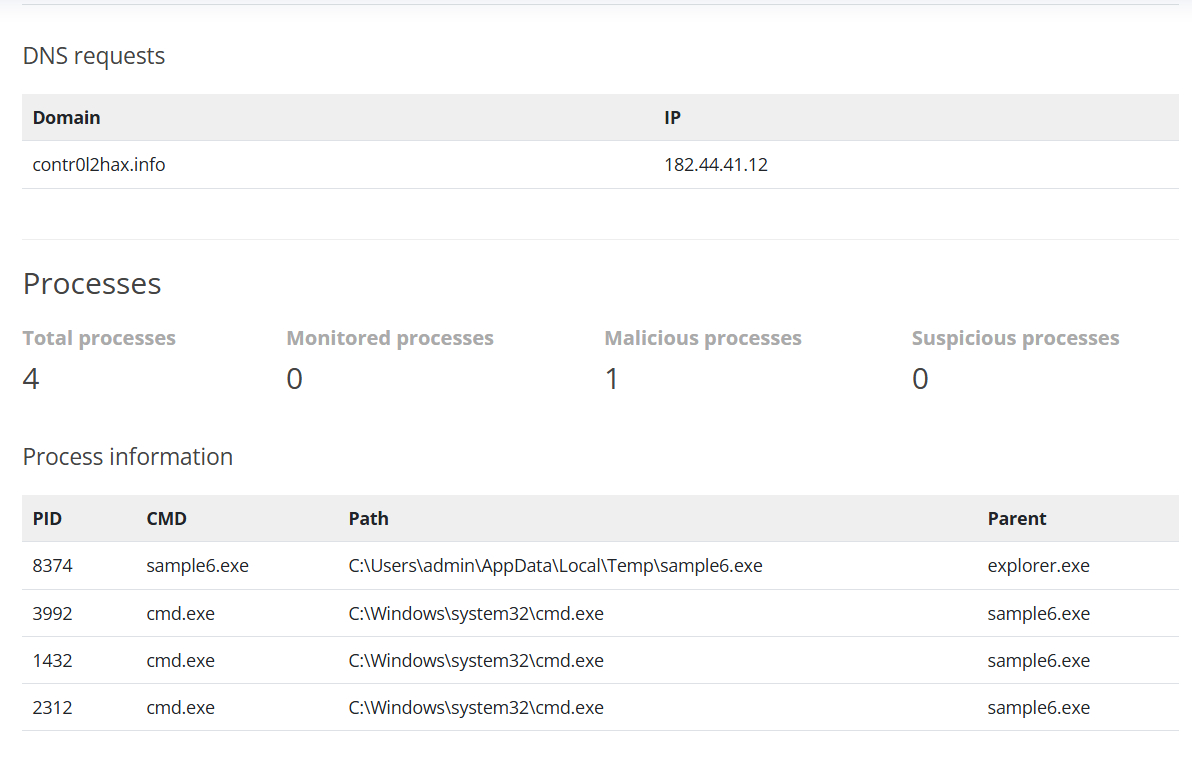 DNS requests
Domain IP
contr0l2hax.info 182.44.41.12
Processes
Total processes Monitored processes Malicious processes Suspicious processes
4 0 1 0
Process information
PID CMD Path Parent
8374 sample6.exe C:\Users\admin\AppData\Local\Temp\sample6.exe explorer.exe
3992 cmd.exe C:\Windows\system32\cmd.exe sample6.exe
1432 cmd.exe C:\Windows\system32\cmd.exe sample6.exe
2312 cmd.exe C:\Windows\system32\cmd.exe sample6.exe